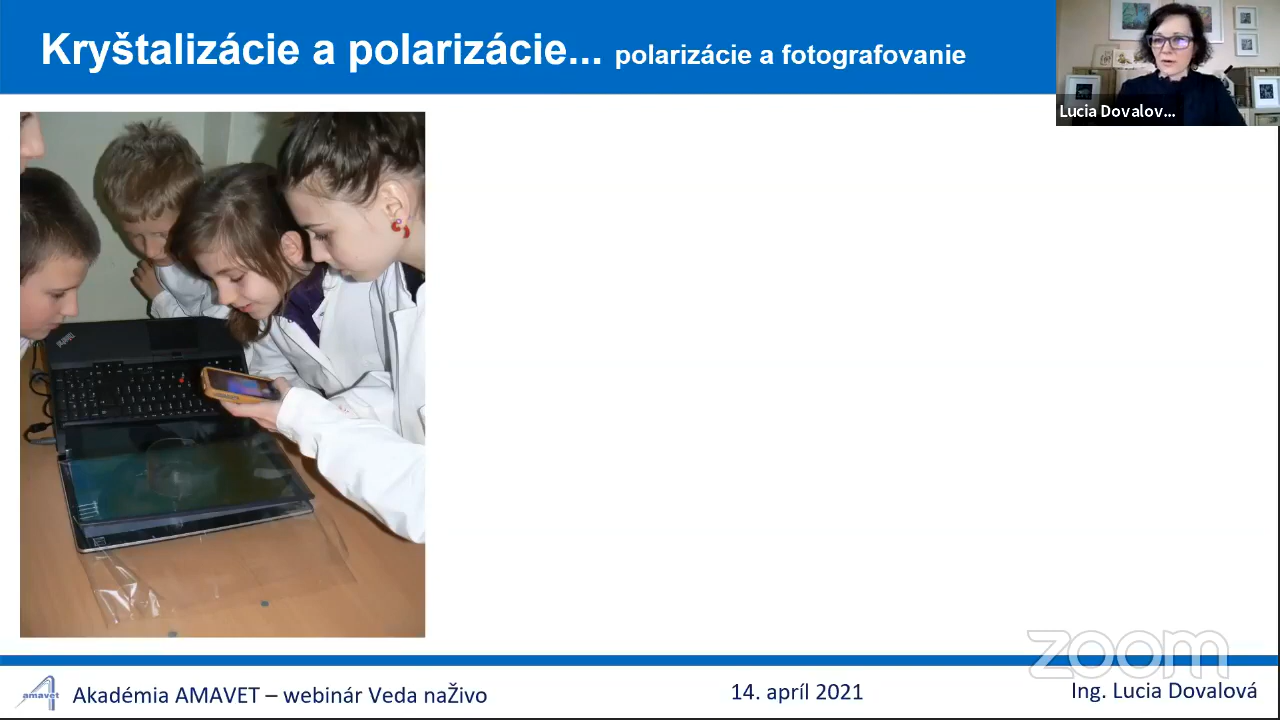 Kryštalizácie a polarizácie... polarizácie a fotografovanie
Lucia Dovalov...
ThinkPad
zoom
amavet
Akadémia AMAVET – webinár Veda naŽivo
14. apríl 2021
Ing. Lucia Dovalová